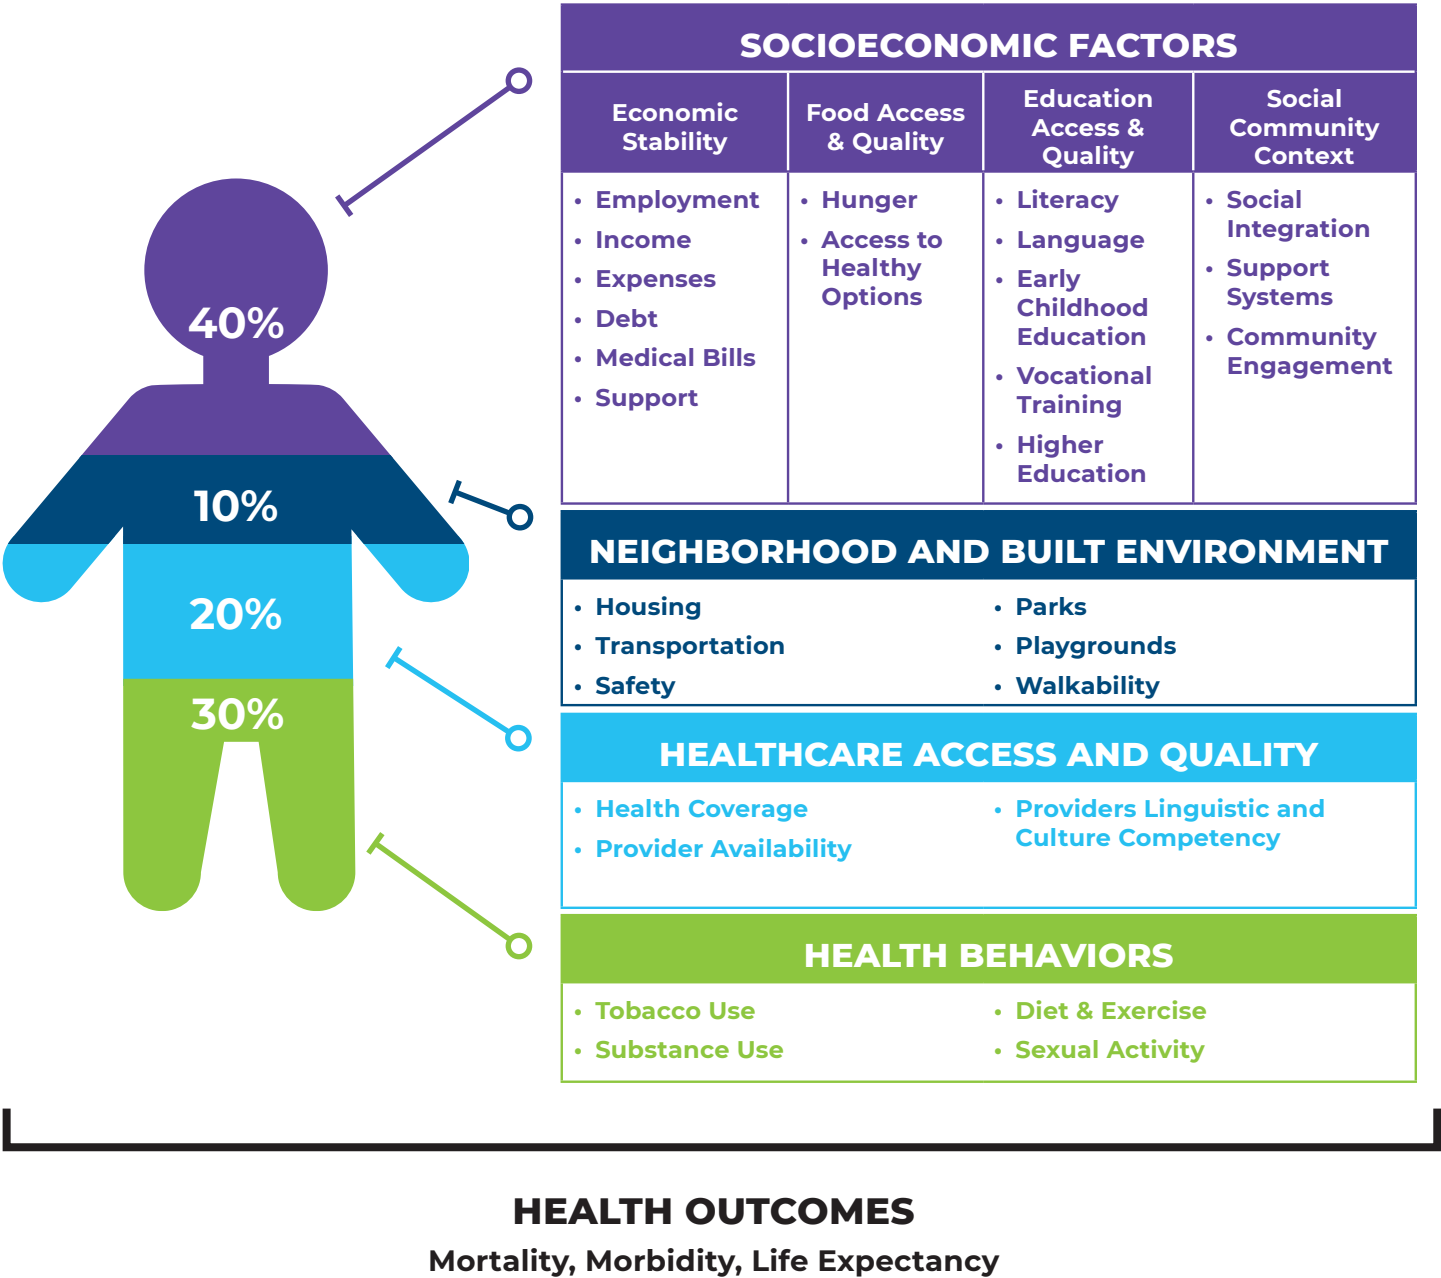 SOCIOECONOMIC FACTORS
Economic
Stability
Food Access
& Quality
Education
Access &
Quality
Social
Community
Context
• Employment
• Income
• Expenses
• Debt
• Medical Bills
• Support
• Hunger
• Access to
Healthy
Options
• Literacy
• Language
• Early
Childhood
Education
• Vocational
Training
• Higher
Education
• Social
Integration
• Support
Systems
• Community
Engagement
40%
10%
20%
30%
NEIGHBORHOOD AND BUILT ENVIRONMENT
• Housing
• Transportation
• Safety
• Parks
• Playgrounds
• Walkability
HEALTHCARE ACCESS AND QUALITY
• Health Coverage
• Provider Availability
• Providers Linguistic and
Culture Competency
HEALTH BEHAVIORS
• Tobacco Use
• Substance Use
• Diet & Exercise
• Sexual Activity
HEALTH OUTCOMES
Mortality, Morbidity, Life Expectancy